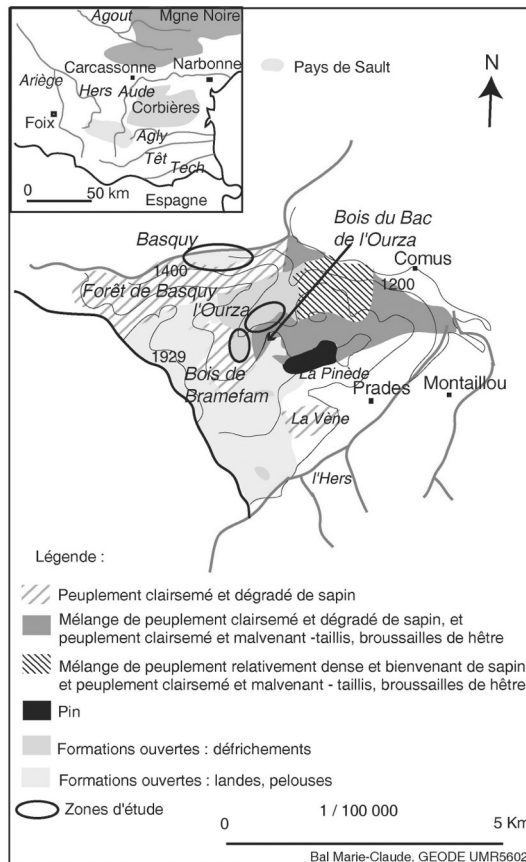 Agout
Mgne Noire
Carcassonne
Narbonne
Ariège
Hers
Aude
Corbières
Foix
Agly
Têt
Tech
0
50 km
Espagne
Pays de Sault
N
Bois du Bac
de l'Ourza
Basquy
1400
Comus
1200
Forêt de Basquy
l'Ourza
1929
Bois de
Bramefam
La Pinède
Prades
Montaillou
La Vène
l'Hers
Légende :
Peuplement clairsemé et dégradé de sapin
Mélange de peuplement clairsemé et dégradé de sapin, et
peuplement clairsemé et malvenant -taillis, broussailles de hêtre
Mélange de peuplement relativement dense et bienvenant de sapin
et peuplement clairsemé et malvenant - taillis, broussailles de hêtre
Pin
Formations ouvertes : défrichements
Formations ouvertes : landes, pelouses
Zones d'étude
1 / 100 000
0
5 Km
Bal Marie-Claude. GEODE UMR5602